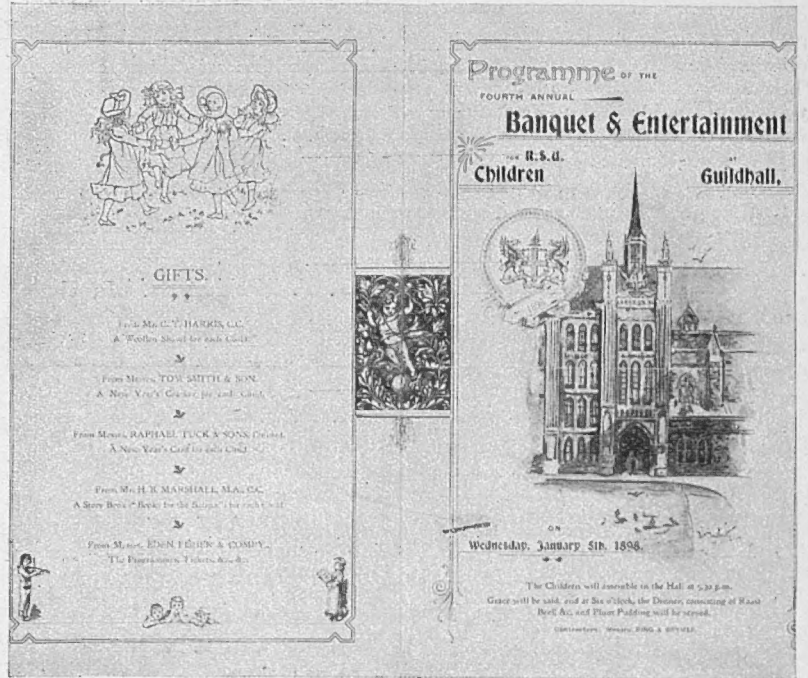 GIFTS.
From Mr. C. T. HARRIS, C.C.
A Woollen Shawl for each Child.
From Messrs. TOM SMITH & SON.
A New Year's Cracker for each Child.
From Messrs. RAPHAEL TUCK & SONS Limited.
A New Year's Card for each Child.
From Mr. H. B. MARSHALL, M.A., C.C.
A Story Book for each
From Messrs. EDEN FISHER & COMPY.
The Programmes, Tickets, &c., &c.
Programme OF THE
FOURTH ANNUAL
Banquet & Entertainment
FOR R.S.U.
Children
AT
Guildhall,
ON
Wednesday, January 5th, 1898.
The Children will assemble in the Hall at 5.30 p.m.
Grace will be said, and at Six o'clock, the Dinner, consisting of Roast
Beef, &c. and Plum Pudding will be served.
Contractors, Messrs. RING &